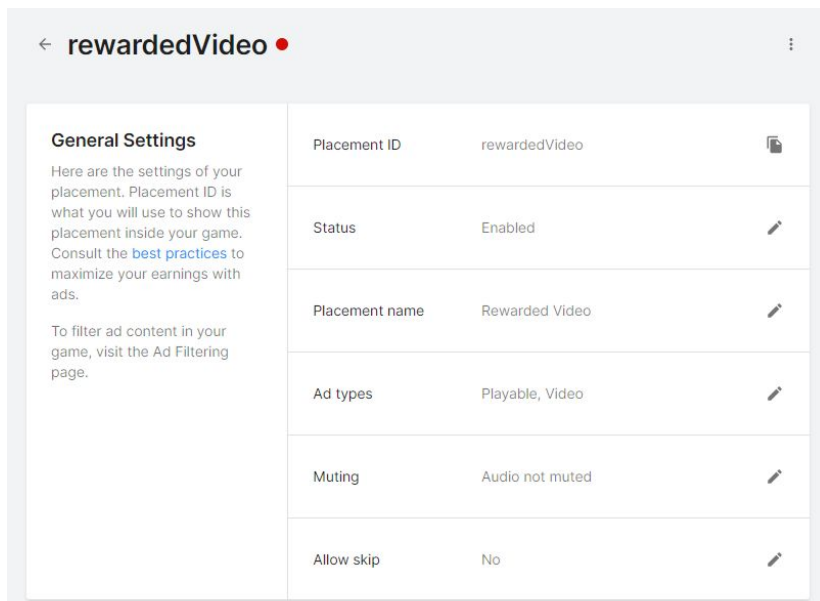 rewardedVideo
General Settings
Here are the settings of your
placement. Placement ID is
what you will use to show this
placement inside your game.
Consult the best practices to
maximize your earnings with
ads.
To filter ad content in your
game, visit the Ad Filtering
page.
Placement ID rewardedVideo
Status Enabled
Placement name Rewarded Video
Ad types Playable, Video
Muting Audio not muted
Allow skip No